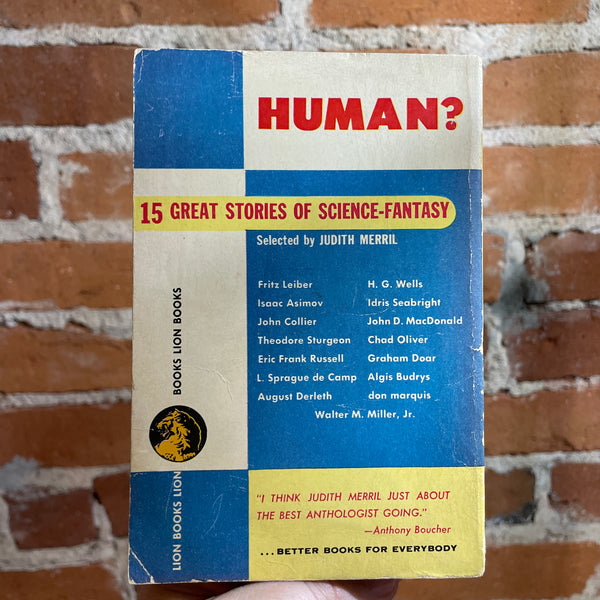 HUMAN?
15 GREAT STORIES OF SCIENCE-FANTASY
Selected by JUDITH MERRIL
Fritz Leiber
Isaac Asimov
John Collier
Theodore Sturgeon
Eric Frank Russell
L. Sprague de Camp
August Derleth
H. G. Wells
Idris Seabright
John D. MacDonald
Chad Oliver
Graham Doar
Algis Budrys
don marquis
Walter M. Miller, Jr.
"I THINK JUDITH MERRIL JUST ABOUT
THE BEST ANTHOLOGIST GOING."
—Anthony Boucher
...BETTER BOOKS FOR EVERYBODY
LION BOOKS LION
BOOKS LION BOOKS